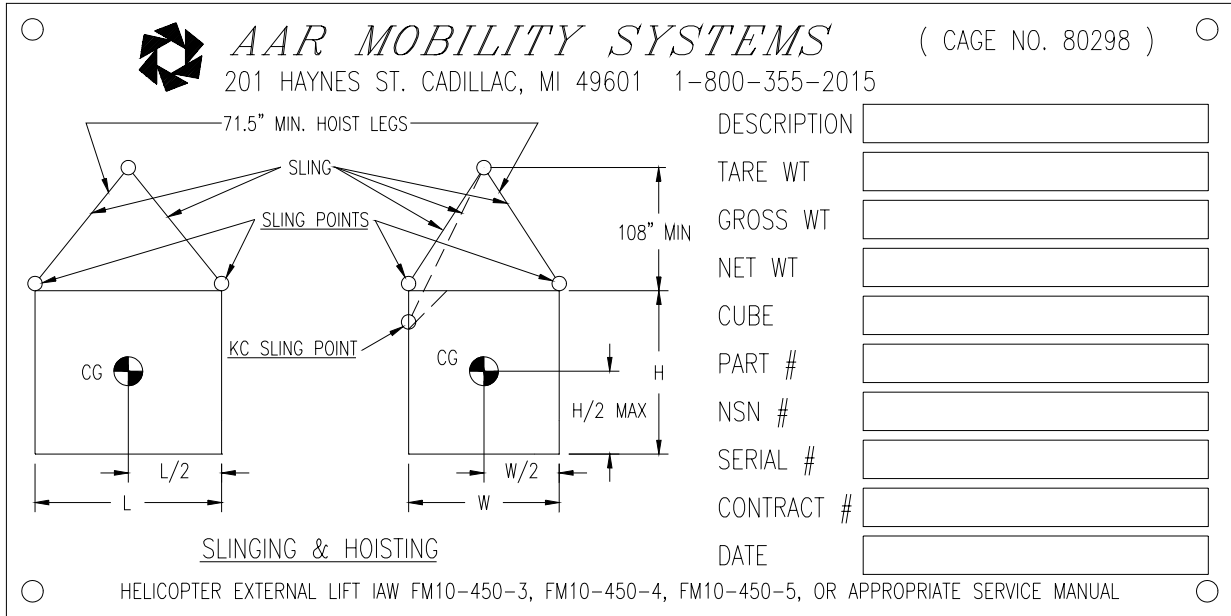 AAR MOBILITY SYSTEMS
( CAGE NO. 80298 )
201 HAYNES ST. CADILLAC, MI 49601 1-800-355-2015
71.5" MIN. HOIST LEGS
SLING
SLING POINTS
108" MIN
KC SLING POINT
CG
CG
H
H/2 MAX
L/2
W/2
L
W
SLINGING & HOISTING
DESCRIPTION
TARE WT
GROSS WT
NET WT
CUBE
PART #
NSN #
SERIAL #
CONTRACT #
DATE
HELICOPTER EXTERNAL LIFT IAW FM10-450-3, FM10-450-4, FM10-450-5, OR APPROPRIATE SERVICE MANUAL